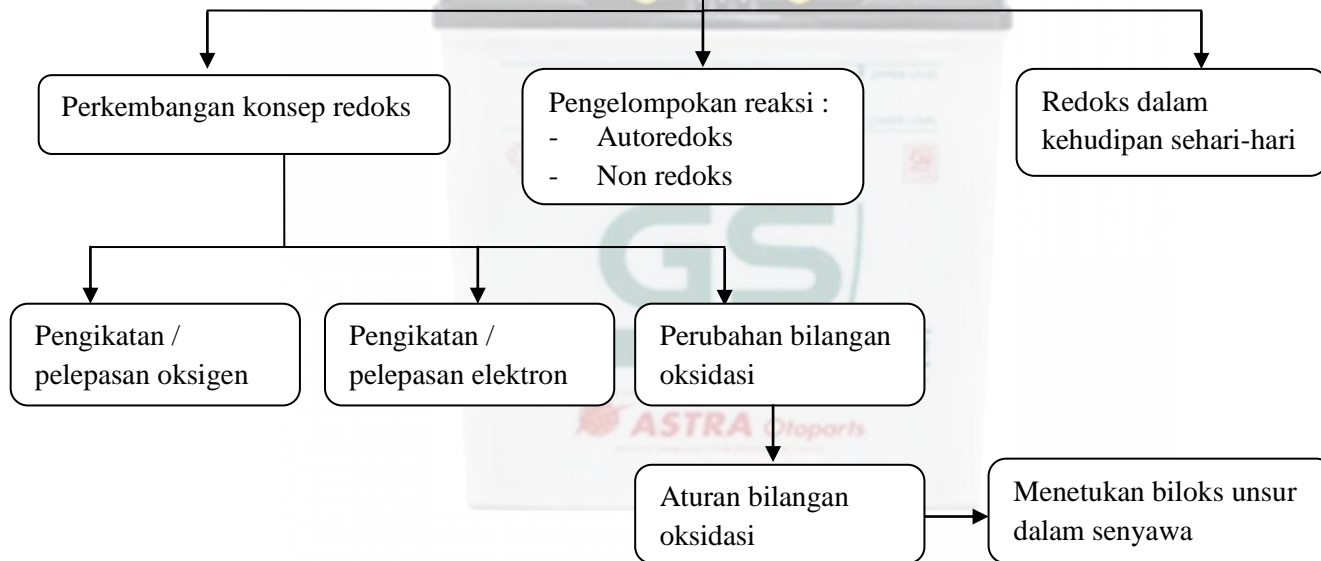 Perkembangan konsep redoks
Pengelompokan reaksi :
- Autoredoks
- Non redoks
Redoks dalam
kehudipan sehari-hari
Pengikatan /
pelepasan oksigen
Pengikatan /
pelepasan elektron
Perubahan bilangan
oksidasi
Aturan bilangan
oksidasi
Menetukan biloks unsur
dalam senyawa
GS
ASTRA Otoparts